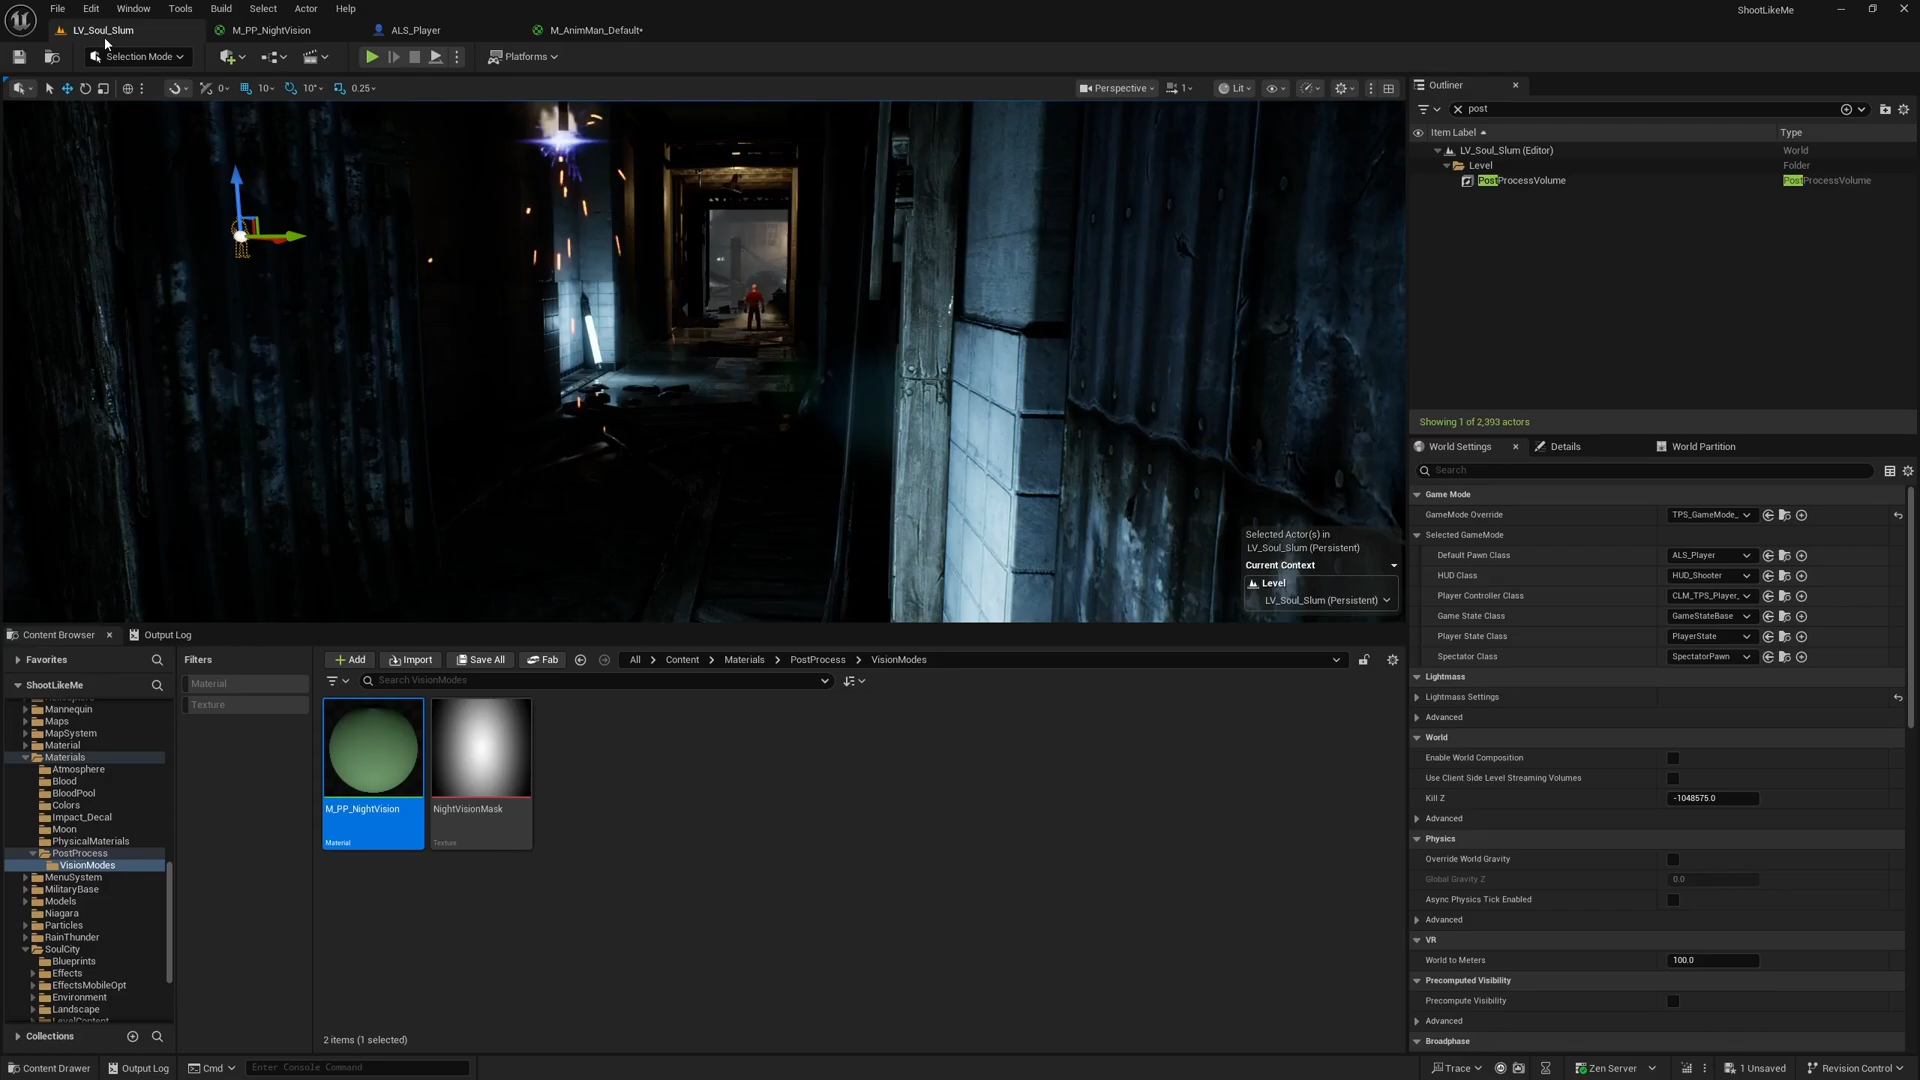 File Edit Window Tools Build Select Actor Help
ShootLikeMe
LV_Soul_Slum
M_PP_NightVision
ALS_Player
M_AnimMan_Default*
Selection Mode
Platforms
0 10 10° 0.25
Perspective
1
Lit
Outliner
post
Item Label
Type
LV_Soul_Slum (Editor)
World
Level
Folder
PostProcessVolume
PostProcessVolume
Showing 1 of 2,393 actors
Selected Actor(s) in
LV_Soul_Slum (Persistent)
Current Context
Level
LV_Soul_Slum (Persistent)
World Settings
Details
World Partition
Search
Game Mode
GameMode Override
TPS_GameMode_
Selected GameMode
Default Pawn Class
ALS_Player
HUD Class
HUD_Shooter
Player Controller Class
CLM_TPS_Player_
Game State Class
GameStateBase
Player State Class
PlayerState
Spectator Class
SpectatorPawn
Lightmass
Lightmass Settings
Advanced
World
Enable World Composition
Use Client Side Level Streaming Volumes
Kill Z
-1048575.0
Advanced
Physics
Override World Gravity
Global Gravity Z
0.0
Async Physics Tick Enabled
Advanced
VR
World to Meters
100.0
Precomputed Visibility
Precompute Visibility
Advanced
Broadphase
Content Browser
Output Log
Favorites
ShootLikeMe
Mannequin
Maps
MapSystem
Material
Materials
Atmosphere
Blood
BloodPool
Colors
Impact_Decal
Moon
PhysicalMaterials
PostProcess
VisionModes
MenuSystem
MilitaryBase
Models
Niagara
Particles
RainThunder
SoulCity
Blueprints
Effects
EffectsMobileOpt
Environment
Landscape
Collections
Filters
Material
Texture
Add
Import
Save All
Fab
All
Content
Materials
PostProcess
VisionModes
Search VisionModes
M_PP_NightVision
Material
NightVisionMask
Texture
2 items (1 selected)
Content Drawer
Output Log
Cmd
Enter Console Command
Trace
Zen Server
1 Unsaved
Revision Control